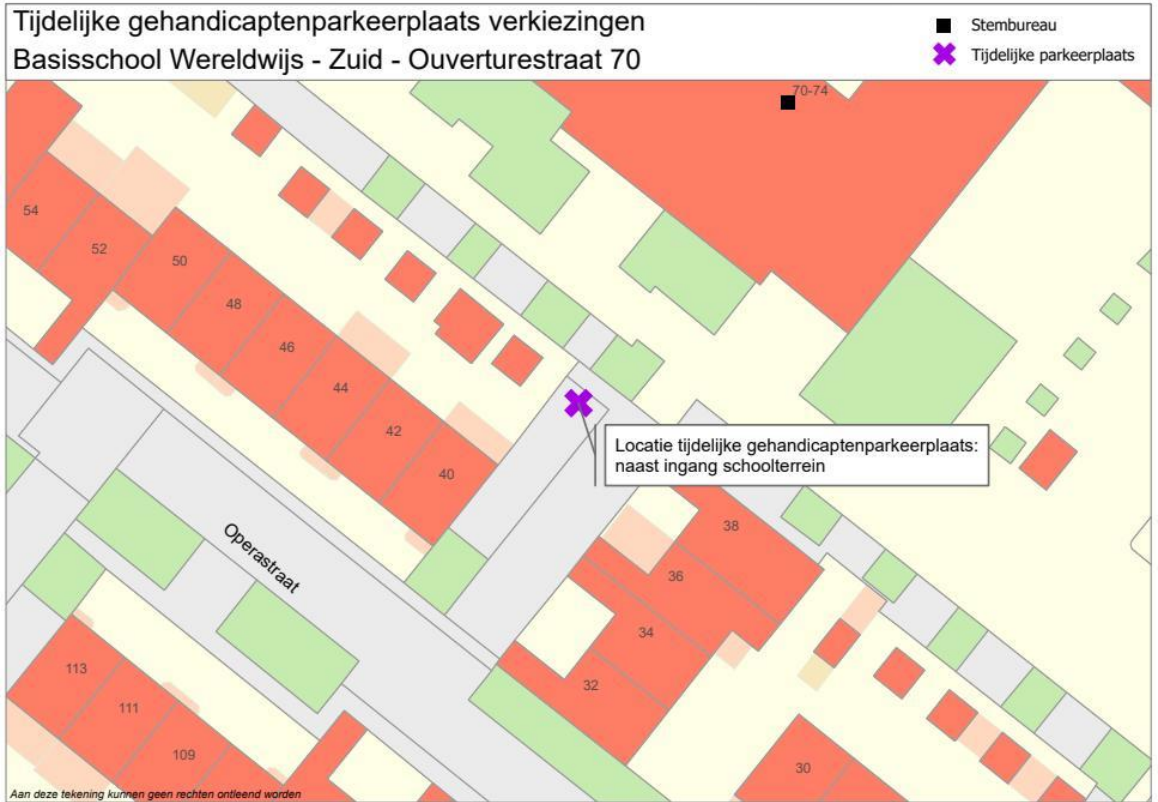 Tijdelijke gehandicaptenparkeerplaats verkiezingen
Basisschool Wereldwijs - Zuid - Ouverturestraat 70
Stembureau
Tijdelijke parkeerplaats
70-74
54
52
50
48
46
44
42
40
Locatie tijdelijke gehandicaptenparkeerplaats:
naast ingang schoolterrein
38
36
34
32
30
Operastraat
113
111
109
Aan deze tekening kunnen geen rechten ontleend worden